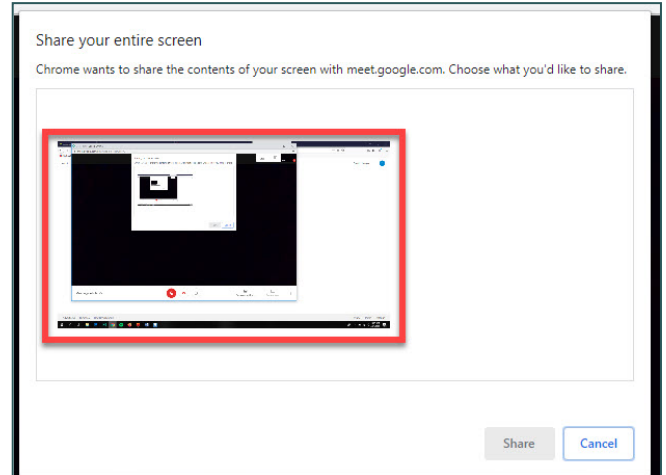 Share your entire screen
Chrome wants to share the contents of your screen with meet.google.com. Choose what you'd like to share.
Share
Cancel